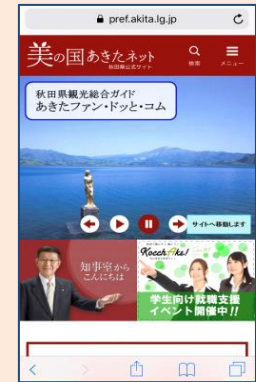 pref.akita.lg.jp
美の国あきたネット
秋田県公式サイト
検索
メニュー
秋田県観光総合ガイド
あきたファン・ドッと・コム
サイトへ移動します
知事室から
こんにちは
Kocchake!
学生向け就職支援
イベント開催中!!